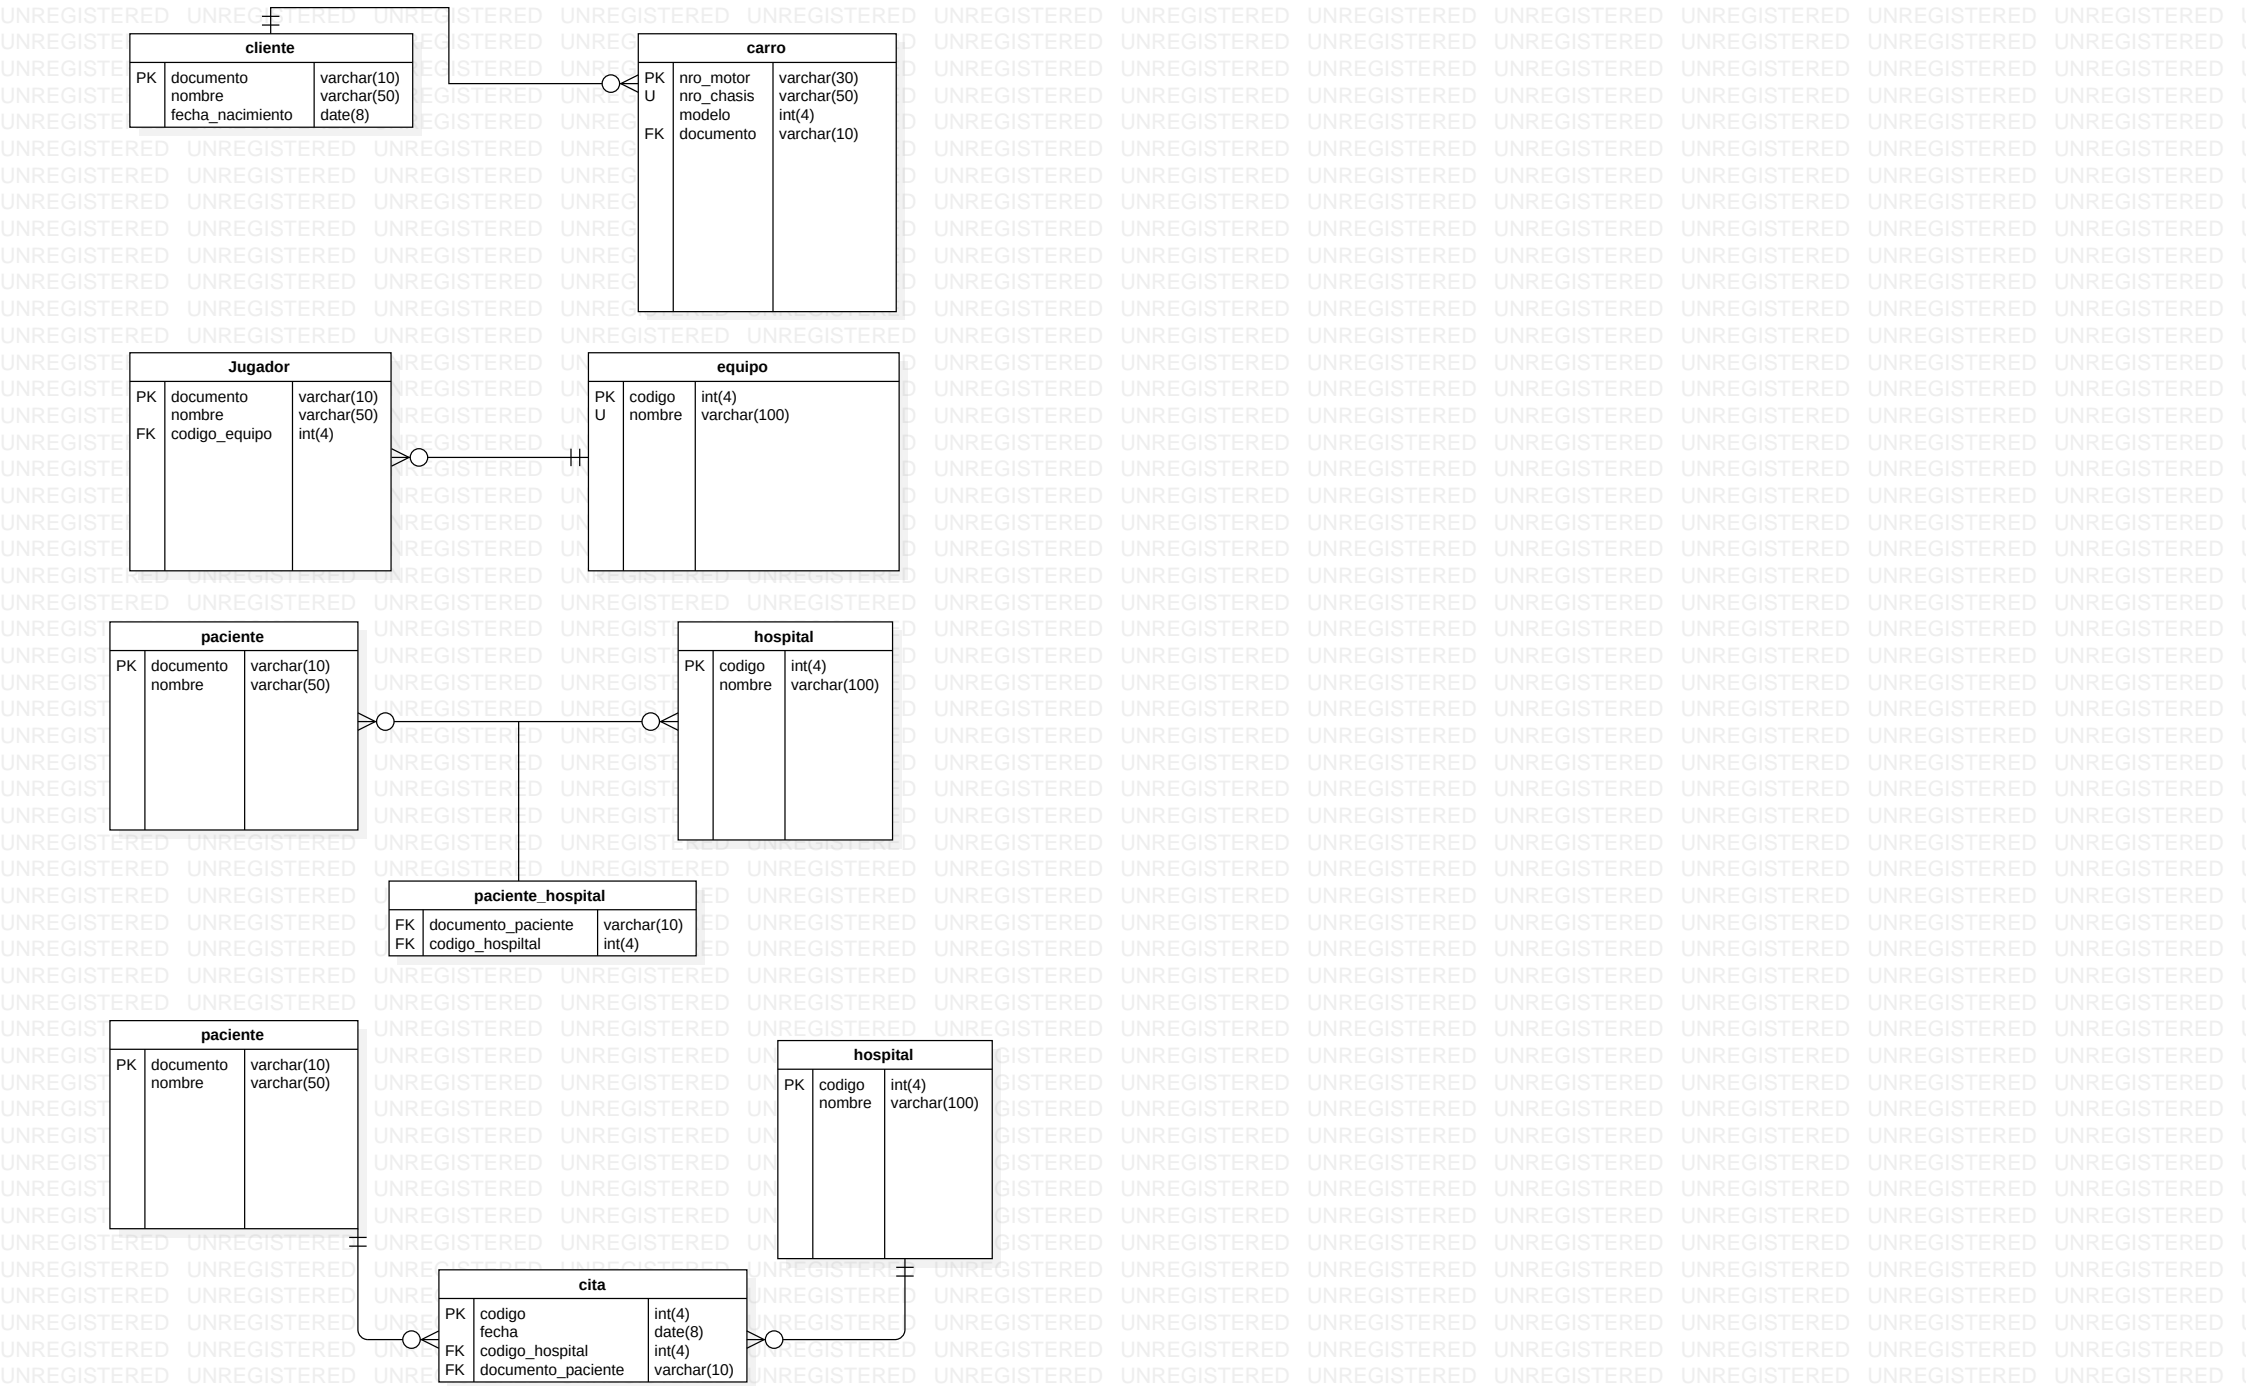 cliente
PK documento varchar(10)
nombre varchar(50)
fecha_nacimiento date(8)
carro
PK nro_motor varchar(30)
U nro_chasis varchar(50)
modelo int(4)
FK documento varchar(10)
Jugador
PK documento varchar(10)
nombre varchar(50)
FK codigo_equipo int(4)
equipo
PK codigo int(4)
U nombre varchar(100)
paciente
PK documento varchar(10)
nombre varchar(50)
hospital
PK codigo int(4)
nombre varchar(100)
paciente_hospital
FK documento_paciente varchar(10)
FK codigo_hospiltal int(4)
paciente
PK documento varchar(10)
nombre varchar(50)
hospital
PK codigo int(4)
nombre varchar(100)
cita
PK codigo int(4)
fecha date(8)
FK codigo_hospital int(4)
FK documento_paciente varchar(10)
UNREGISTERED